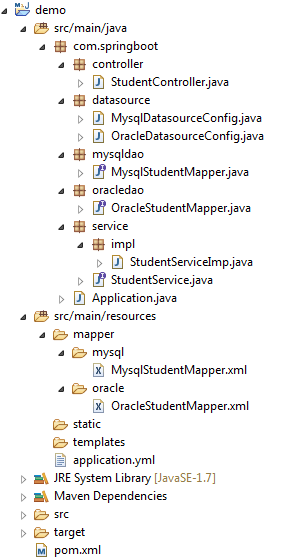 demo
src/main/java
com.springboot
controller
StudentController.java
datasource
MysqlDatasourceConfig.java
OracleDatasourceConfig.java
mysqldao
MysqlStudentMapper.java
oracledao
OracleStudentMapper.java
service
impl
StudentServiceImp.java
StudentService.java
Application.java
src/main/resources
mapper
mysql
MysqlStudentMapper.xml
oracle
OracleStudentMapper.xml
static
templates
application.yml
JRE System Library [JavaSE-1.7]
Maven Dependencies
src
target
pom.xml